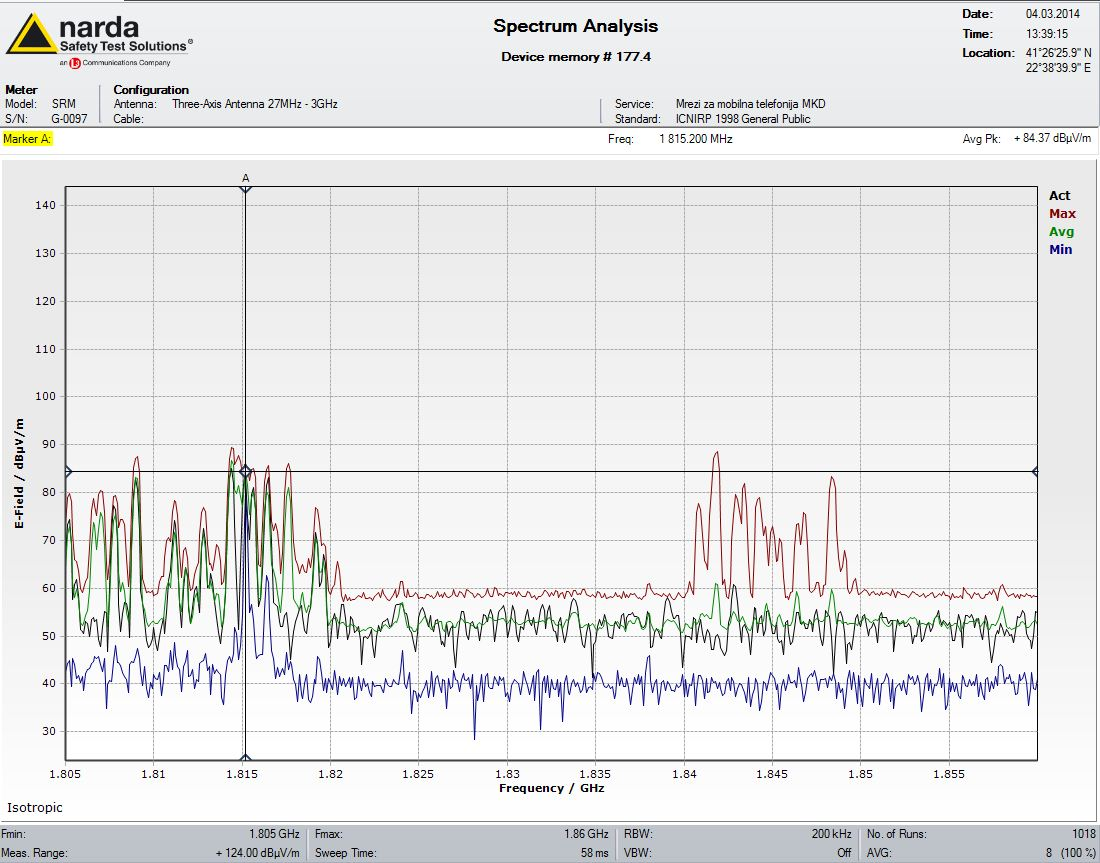 narda
Safety Test Solutions®
an L3 Communications Company
Spectrum Analysis
Device memory # 177.4
Date: 04.03.2014
Time: 13:39:15
Location: 41°26'25.9" N
22°38'39.9" E
Meter
Model: SRM
S/N: G-0097
Configuration
Antenna: Three-Axis Antenna 27MHz - 3GHz
Cable:
Service: Mrezi za mobilna telefonija MKD
Standard: ICNIRP 1998 General Public
Marker A: Freq: 1 815.200 MHz Avg Pk: + 84.37 dBµV/m
A
Act
Max
Avg
Min
E-Field / dBµV/m
140
130
120
110
100
90
80
70
60
50
40
30
1.805 1.81 1.815 1.82 1.825 1.83 1.835 1.84 1.845 1.85 1.855
Frequency / GHz
Isotropic
Fmin: 1.805 GHz Fmax: 1.86 GHz RBW: 200 kHz No. of Runs: 1018
Meas. Range: + 124.00 dBµV/m Sweep Time: 58 ms VBW: Off AVG: 8 (100 %)